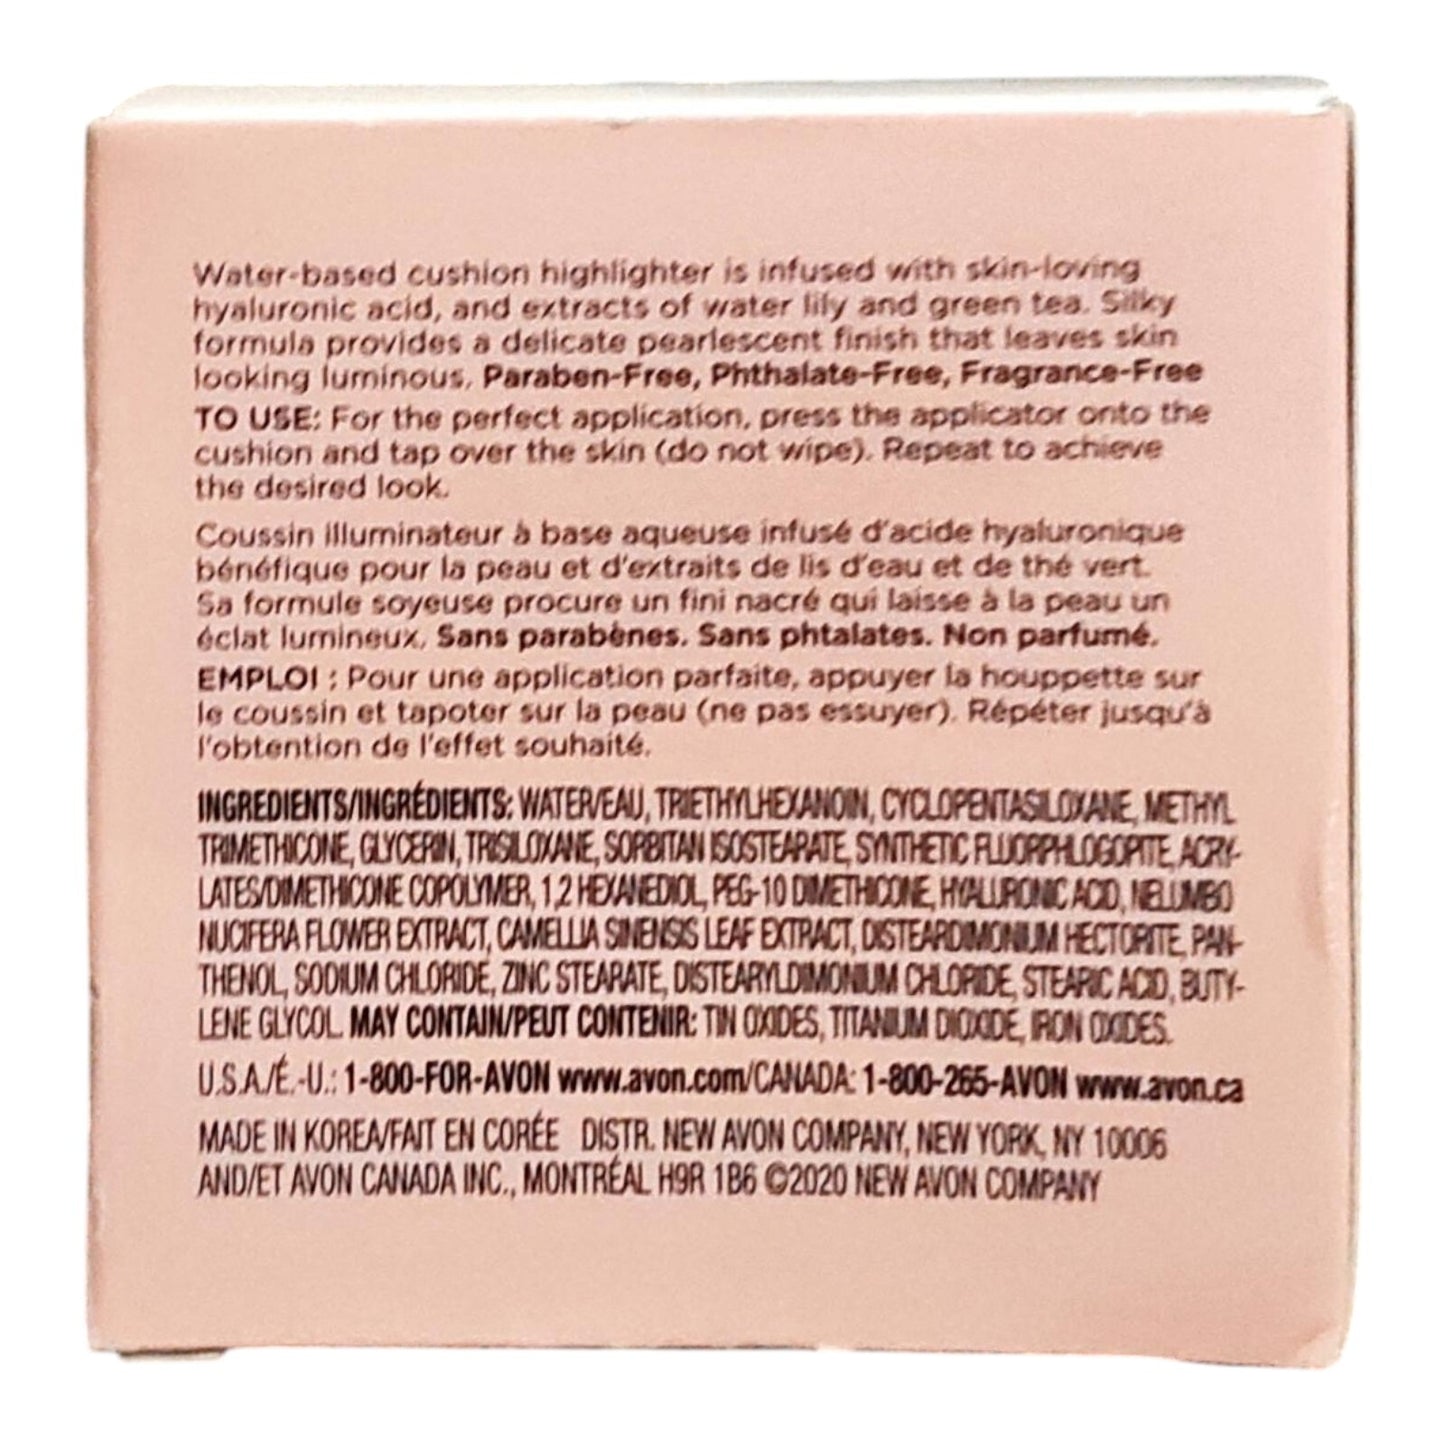 Water-based cushion highlighter is infused with skin-loving
hyaluronic acid, and extracts of water lily and green tea. Silky
formula provides a delicate pearlescent finish that leaves skin
looking luminous. Paraben-Free, Phthalate-Free, Fragrance-Free
TO USE: For the perfect application, press the applicator onto the
cushion and tap over the skin (do not wipe). Repeat to achieve
the desired look.
Coussin illuminateur à base aqueuse infusé d'acide hyaluronique
bénéfique pour la peau et d'extraits de lis d'eau et de thé vert.
Sa formule soyeuse procure un fini nacré qui laisse à la peau un
éclat lumineux. Sans parabènes. Sans phtalates. Non parfumé.
EMPLOI : Pour une application parfaite, appuyer la houppette sur
le coussin et tapoter sur la peau (ne pas essuyer). Répéter jusqu'à
l'obtention de l'effet souhaité.
INGREDIENTS/INGRÉDIENTS: WATER/EAU, TRIETHYLHEXANOIN, CYCLOPENTASILOXANE, METHYL
TRIMETHICONE, GLYCERIN, TRISILOXANE, SORBITAN ISOSTEARATE, SYNTHETIC FLUORPHLOGOPITE, ACRY-
LATES/DIMETHICONE COPOLYMER, 1,2 HEXANEDIOL, PEG-10 DIMETHICONE, HYALURONIC ACID, NELUMBO
NUCIFERA FLOWER EXTRACT, CAMELLIA SINENSIS LEAF EXTRACT, DISTEARDIMONIUM HECTORITE, PAN-
THENOL, SODIUM CHLORIDE, ZINC STEARATE, DISTEARYLDIMONIUM CHLORIDE, STEARIC ACID, BUTY-
LENE GLYCOL. MAY CONTAIN/PEUT CONTENIR: TIN OXIDES, TITANIUM DIOXIDE, IRON OXIDES.
U.S.A./É.-U.: 1-800-FOR-AVON www.avon.com/CANADA: 1-800-265-AVON www.avon.ca
MADE IN KOREA/FAIT EN CORÉE DISTR. NEW AVON COMPANY, NEW YORK, NY 10006
AND/ET AVON CANADA INC., MONTRÉAL H9R 1B6 ©2020 NEW AVON COMPANY